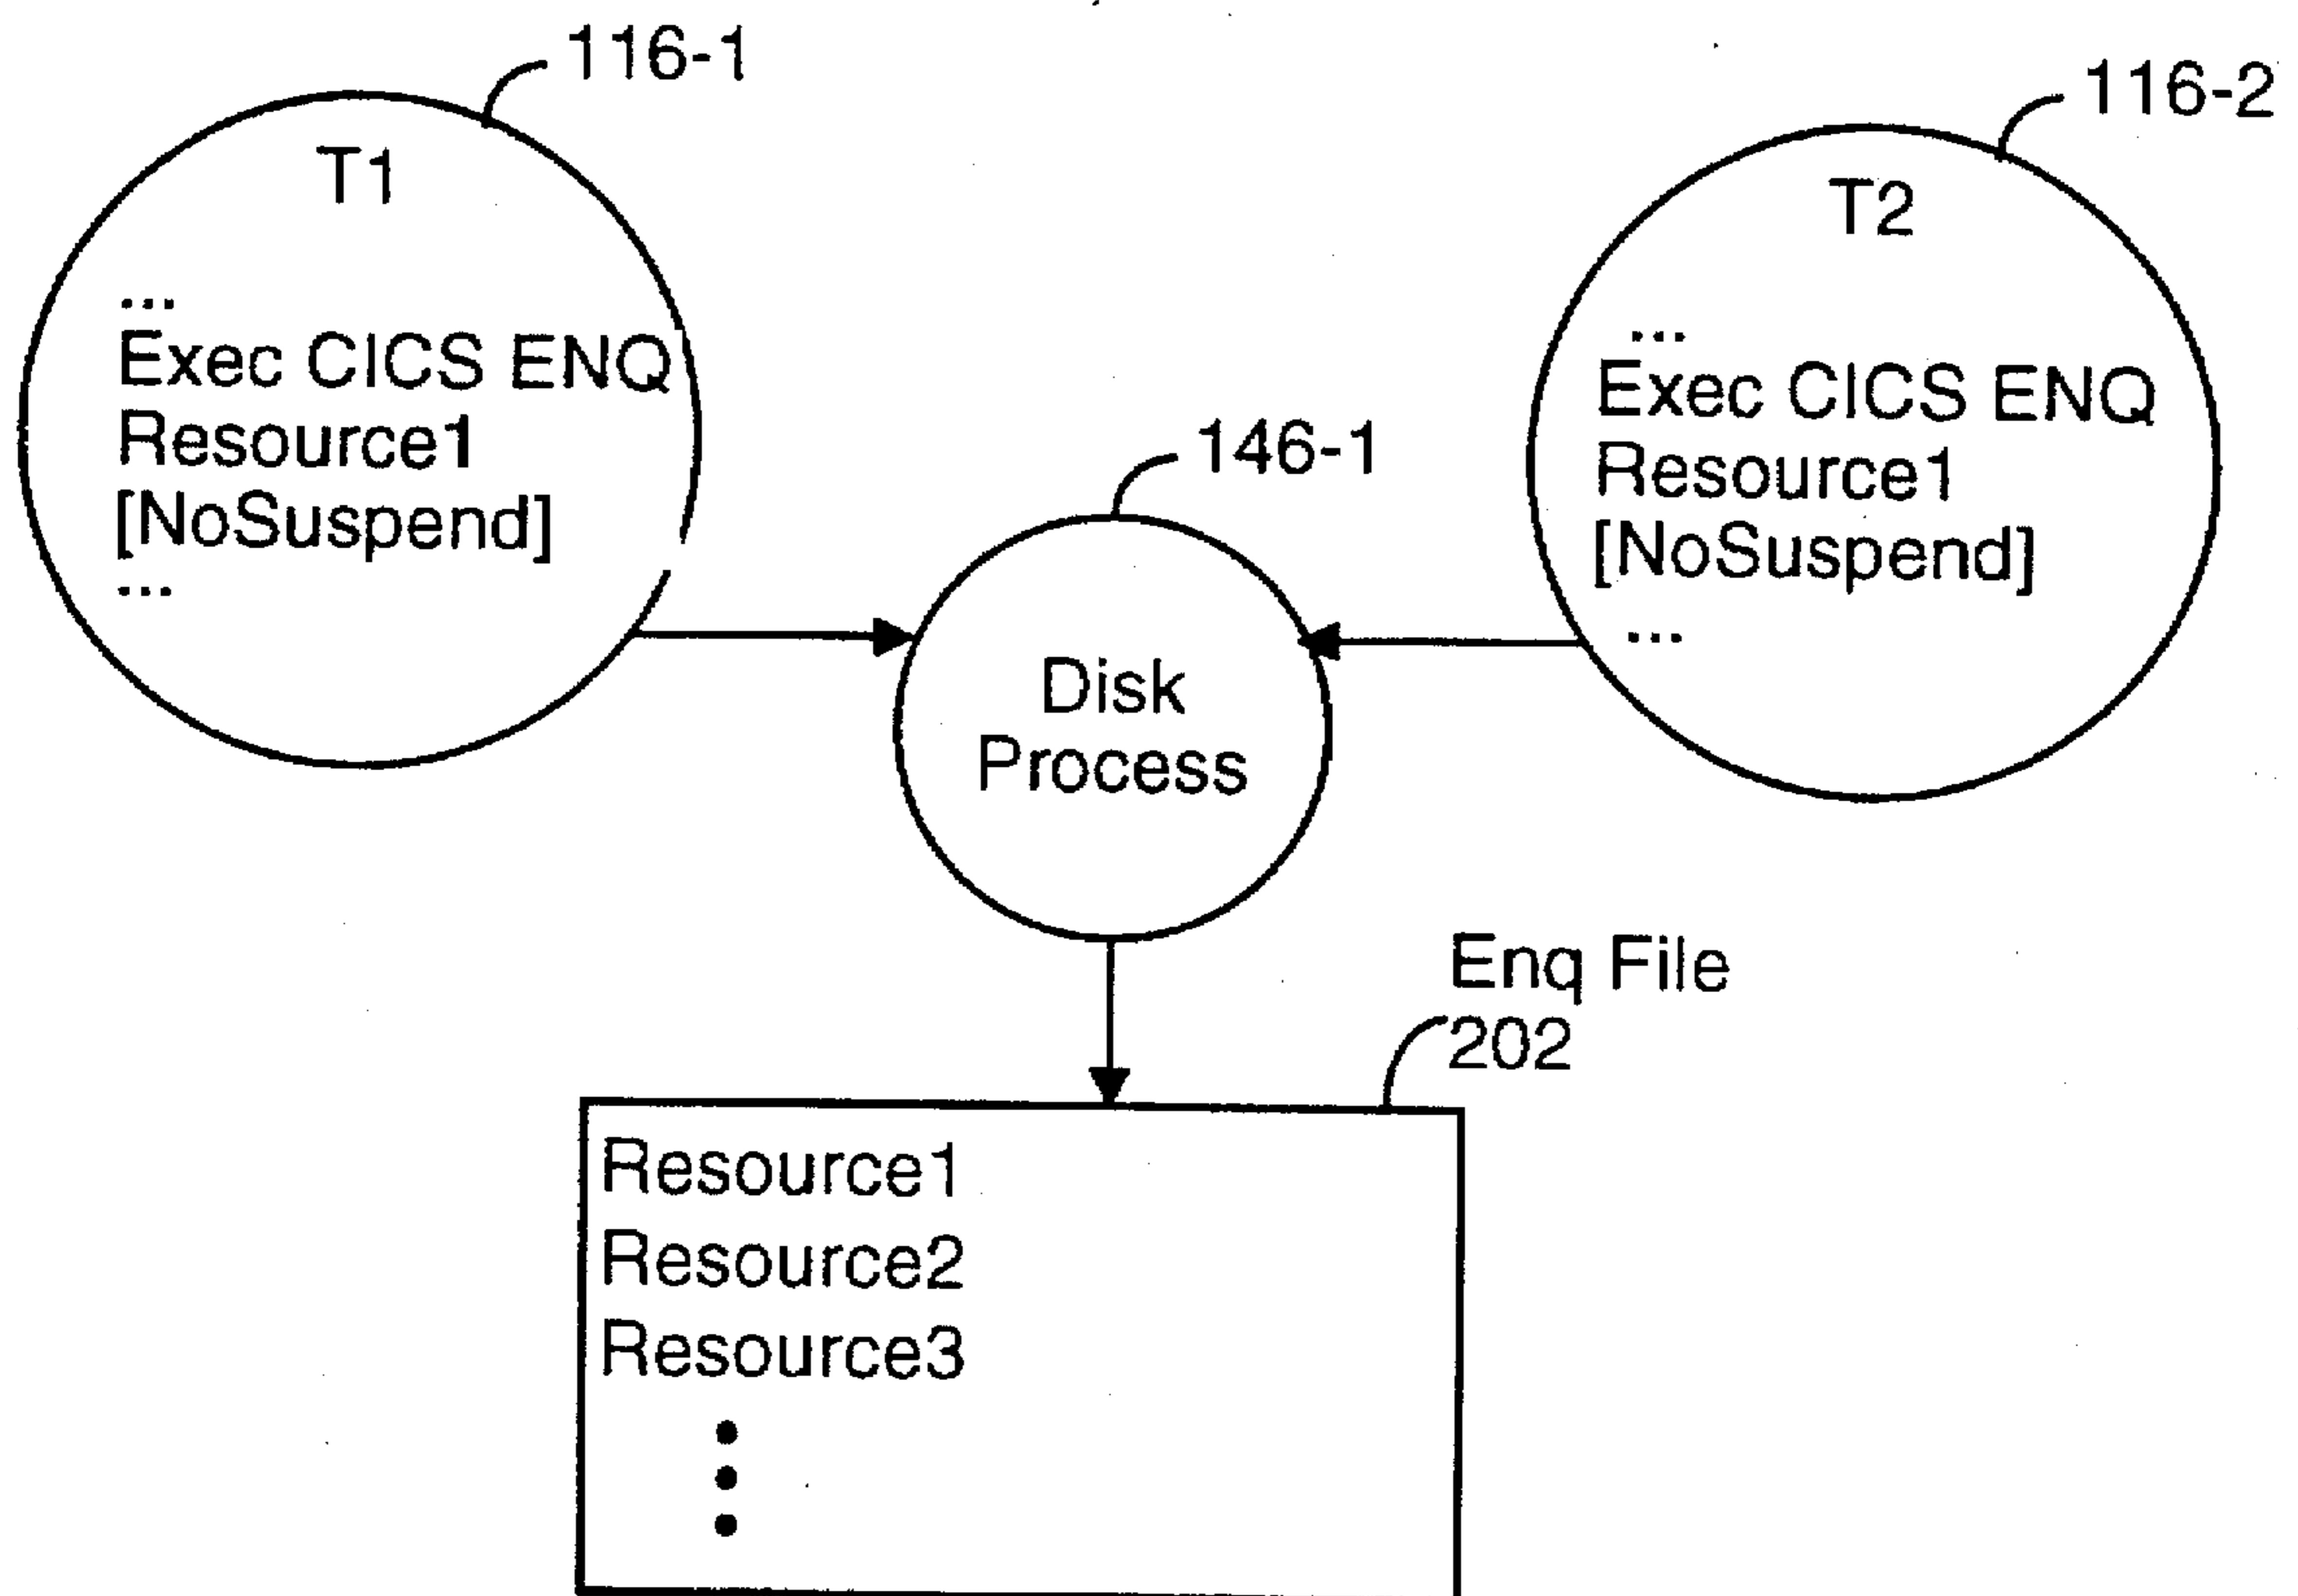 116-1
T1
...
Exec CICS ENQ
Resource1
[NoSuspend]
...
116-2
T2
...
Exec CICS ENQ
Resource1
[NoSuspend]
...
146-1
Disk
Process
Enq File
202
Resource1
Resource2
Resource3